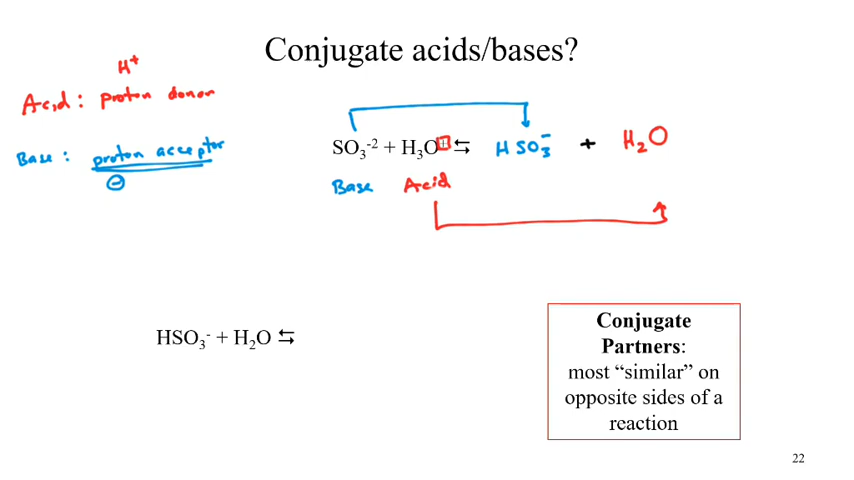 Conjugate acids/bases?
H+
Acid: proton donor
Base: proton acceptor
⊖
SO₃⁻² + H₃O⁺ ⇆ HSO₃⁻ + H₂O
Base Acid
HSO₃⁻ + H₂O ⇆
Conjugate
Partners:
most “similar” on
opposite sides of a
reaction
22